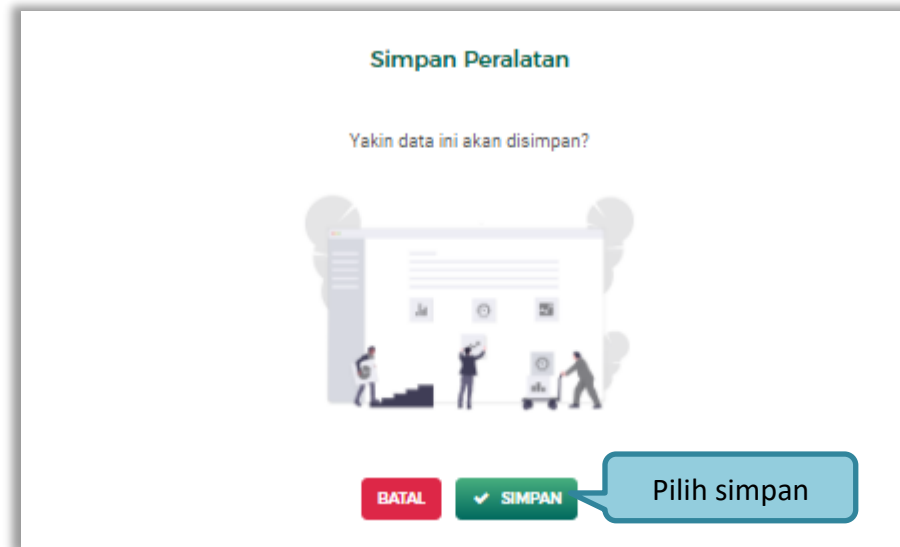 Simpan Peralatan
Yakin data ini akan disimpan?
BATAL
SIMPAN
Pilih simpan